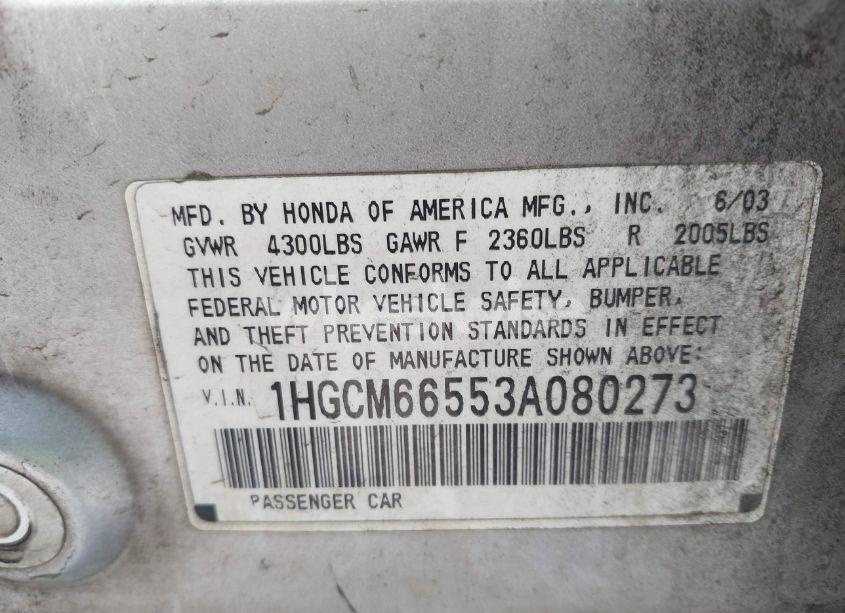 MFD. BY HONDA OF AMERICA MFG., INC. 6/03
GVWR 4300LBS GAWR F 2360LBS R 2005LBS
THIS VEHICLE CONFORMS TO ALL APPLICABLE
FEDERAL MOTOR VEHICLE SAFETY, BUMPER,
AND THEFT PREVENTION STANDARDS IN EFFECT
ON THE DATE OF MANUFACTURE SHOWN ABOVE:
V.I.N. 1HGCM66553A080273
PASSENGER CAR